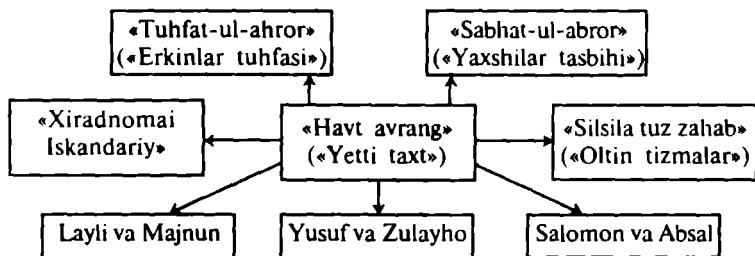 «Tuhfat-ul-ahror»
(«Erkinlar tuhfasi»)
«Sabhat-ul-abror»
(«Yaxshilar tasbihi»)
«Xiradnomai
Iskandariy»
«Havt avrang»
(«Yetti taxt»)
«Silsila tuz zahab»
(«Oltin tizmalar»)
Layli va Majnun
Yusuf va Zulayho
Salomon va Absal